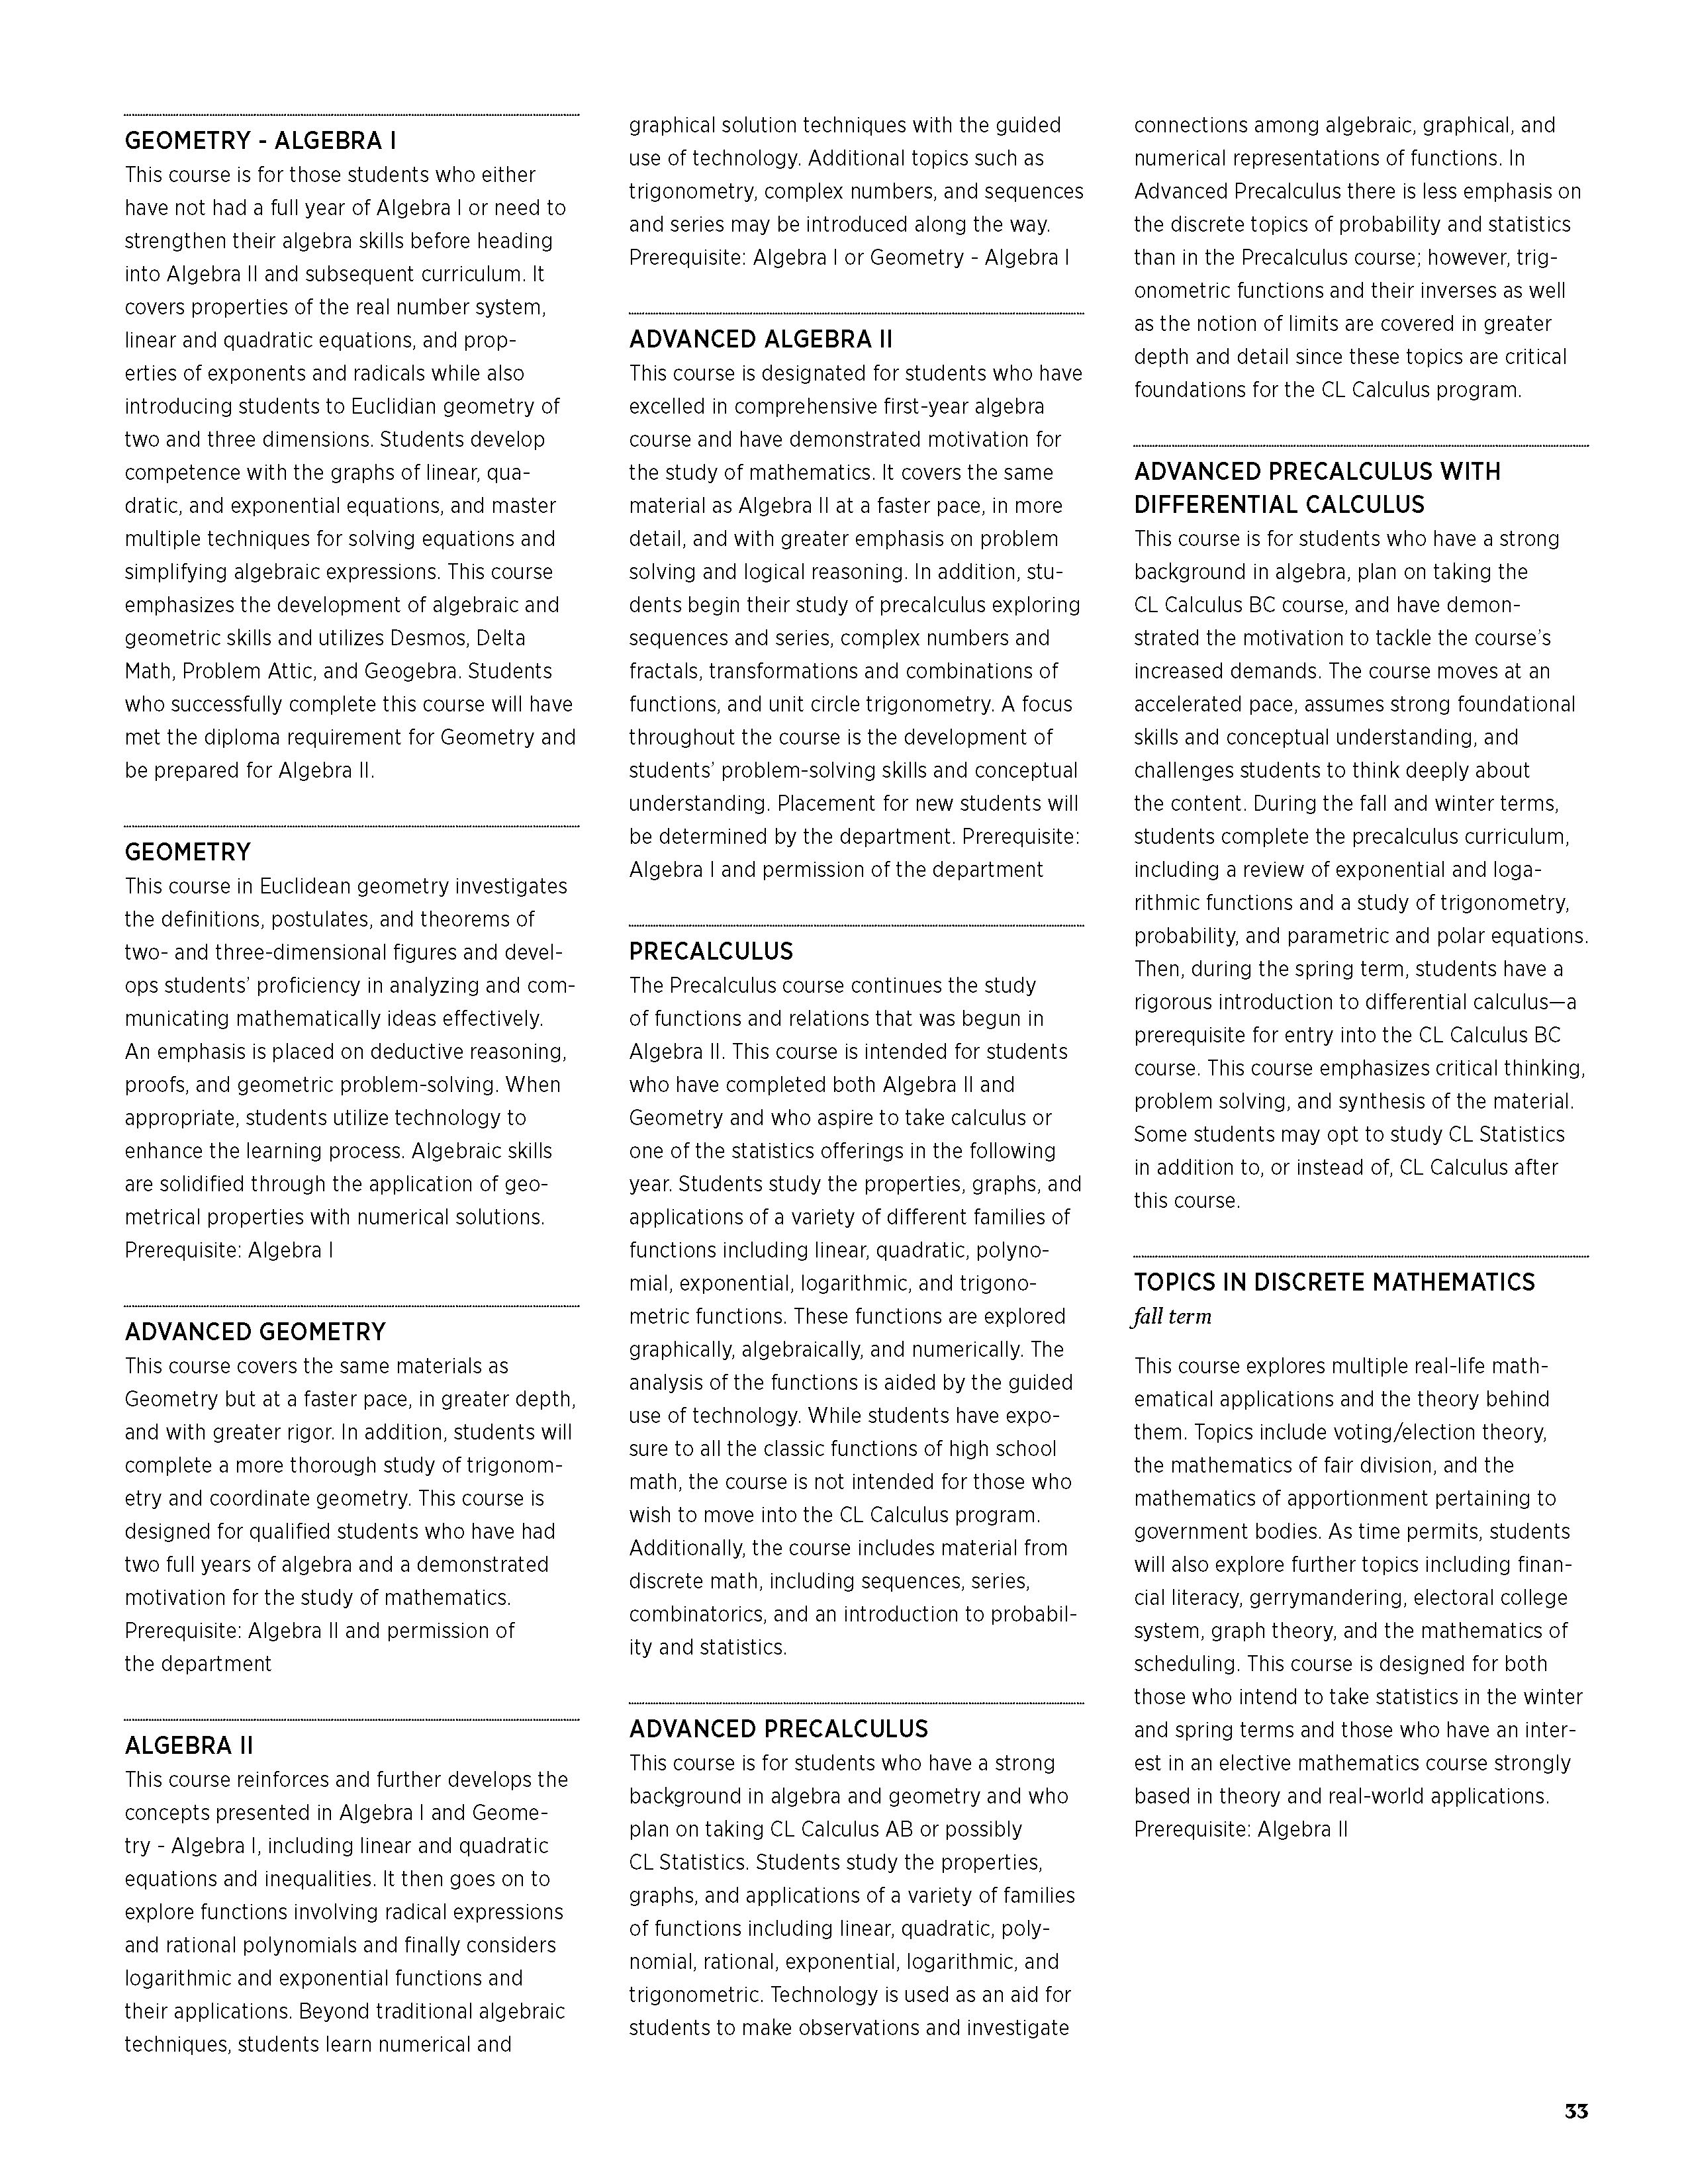 GEOMETRY - ALGEBRA I
This course is for those students who either
have not had a full year of Algebra I or need to
strengthen their algebra skills before heading
into Algebra II and subsequent curriculum. It
covers properties of the real number system,
linear and quadratic equations, and prop-
erties of exponents and radicals while also
introducing students to Euclidian geometry of
two and three dimensions. Students develop
competence with the graphs of linear, qua-
dratic, and exponential equations, and master
multiple techniques for solving equations and
simplifying algebraic expressions. This course
emphasizes the development of algebraic and
geometric skills and utilizes Desmos, Delta
Math, Problem Attic, and Geogebra. Students
who successfully complete this course will have
met the diploma requirement for Geometry and
be prepared for Algebra II.
GEOMETRY
This course in Euclidean geometry investigates
the definitions, postulates, and theorems of
two- and three-dimensional figures and devel-
ops students’ proficiency in analyzing and com-
municating mathematically ideas effectively.
An emphasis is placed on deductive reasoning,
proofs, and geometric problem-solving. When
appropriate, students utilize technology to
enhance the learning process. Algebraic skills
are solidified through the application of geo-
metrical properties with numerical solutions.
Prerequisite: Algebra I
ADVANCED GEOMETRY
This course covers the same materials as
Geometry but at a faster pace, in greater depth,
and with greater rigor. In addition, students will
complete a more thorough study of trigonom-
etry and coordinate geometry. This course is
designed for qualified students who have had
two full years of algebra and a demonstrated
motivation for the study of mathematics.
Prerequisite: Algebra II and permission of
the department
ALGEBRA II
This course reinforces and further develops the
concepts presented in Algebra I and Geome-
try - Algebra I, including linear and quadratic
equations and inequalities. It then goes on to
explore functions involving radical expressions
and rational polynomials and finally considers
logarithmic and exponential functions and
their applications. Beyond traditional algebraic
techniques, students learn numerical and
graphical solution techniques with the guided
use of technology. Additional topics such as
trigonometry, complex numbers, and sequences
and series may be introduced along the way.
Prerequisite: Algebra I or Geometry - Algebra I
ADVANCED ALGEBRA II
This course is designated for students who have
excelled in comprehensive first-year algebra
course and have demonstrated motivation for
the study of mathematics. It covers the same
material as Algebra II at a faster pace, in more
detail, and with greater emphasis on problem
solving and logical reasoning. In addition, stu-
dents begin their study of precalculus exploring
sequences and series, complex numbers and
fractals, transformations and combinations of
functions, and unit circle trigonometry. A focus
throughout the course is the development of
students’ problem-solving skills and conceptual
understanding. Placement for new students will
be determined by the department. Prerequisite:
Algebra I and permission of the department
PRECALCULUS
The Precalculus course continues the study
of functions and relations that was begun in
Algebra II. This course is intended for students
who have completed both Algebra II and
Geometry and who aspire to take calculus or
one of the statistics offerings in the following
year. Students study the properties, graphs, and
applications of a variety of different families of
functions including linear, quadratic, polyno-
mial, exponential, logarithmic, and trigono-
metric functions. These functions are explored
graphically, algebraically, and numerically. The
analysis of the functions is aided by the guided
use of technology. While students have expo-
sure to all the classic functions of high school
math, the course is not intended for those who
wish to move into the CL Calculus program.
Additionally, the course includes material from
discrete math, including sequences, series,
combinatorics, and an introduction to probabil-
ity and statistics.
ADVANCED PRECALCULUS
This course is for students who have a strong
background in algebra and geometry and who
plan on taking CL Calculus AB or possibly
CL Statistics. Students study the properties,
graphs, and applications of a variety of families
of functions including linear, quadratic, poly-
nomial, rational, exponential, logarithmic, and
trigonometric. Technology is used as an aid for
students to make observations and investigate
connections among algebraic, graphical, and
numerical representations of functions. In
Advanced Precalculus there is less emphasis on
the discrete topics of probability and statistics
than in the Precalculus course; however, trig-
onometric functions and their inverses as well
as the notion of limits are covered in greater
depth and detail since these topics are critical
foundations for the CL Calculus program.
ADVANCED PRECALCULUS WITH
DIFFERENTIAL CALCULUS
This course is for students who have a strong
background in algebra, plan on taking the
CL Calculus BC course, and have demon-
strated the motivation to tackle the course’s
increased demands. The course moves at an
accelerated pace, assumes strong foundational
skills and conceptual understanding, and
challenges students to think deeply about
the content. During the fall and winter terms,
students complete the precalculus curriculum,
including a review of exponential and loga-
rithmic functions and a study of trigonometry,
probability, and parametric and polar equations.
Then, during the spring term, students have a
rigorous introduction to differential calculus—a
prerequisite for entry into the CL Calculus BC
course. This course emphasizes critical thinking,
problem solving, and synthesis of the material.
Some students may opt to study CL Statistics
in addition to, or instead of, CL Calculus after
this course.
TOPICS IN DISCRETE MATHEMATICS
fall term
This course explores multiple real-life math-
ematical applications and the theory behind
them. Topics include voting/election theory,
the mathematics of fair division, and the
mathematics of apportionment pertaining to
government bodies. As time permits, students
will also explore further topics including finan-
cial literacy, gerrymandering, electoral college
system, graph theory, and the mathematics of
scheduling. This course is designed for both
those who intend to take statistics in the winter
and spring terms and those who have an inter-
est in an elective mathematics course strongly
based in theory and real-world applications.
Prerequisite: Algebra II
33